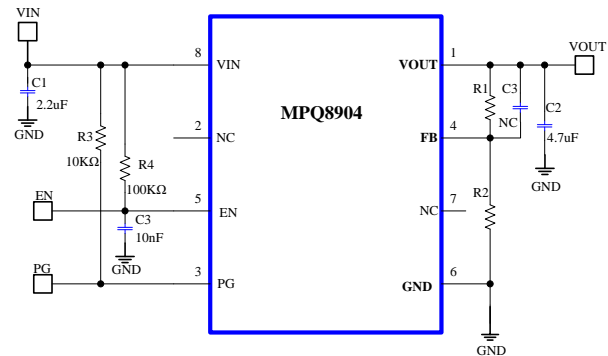 VIN
8
VIN
VOUT
1
VOUT
C1
2.2uF
GND
R1
C3
NC
C2
4.7uF
GND
MPQ8904
R3
10KΩ
2
NC
4
FB
R4
100KΩ
EN
5
EN
7
NC
R2
C3
10nF
GND
PG
3
PG
6
GND
GND